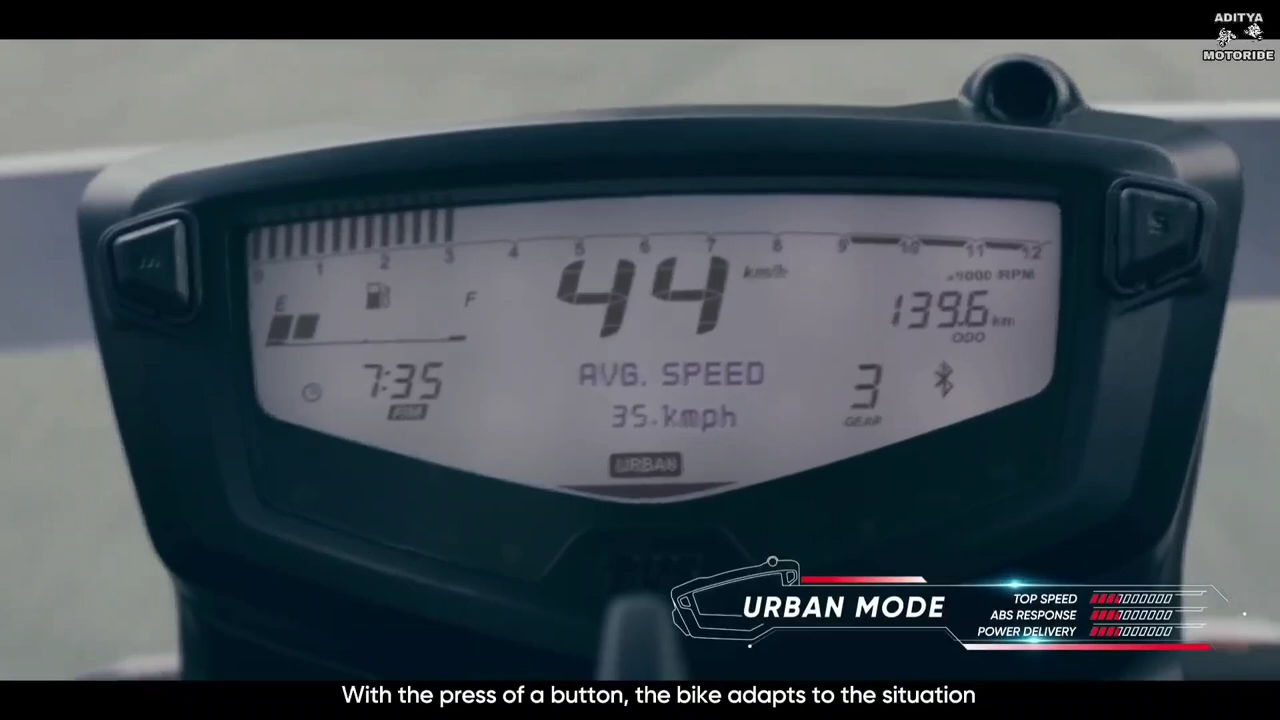 ADITYA
MOTORIDE
0 1 2 3 4 5 6 7 8 9 10 11 12
x1000 RPM
E F
44 km/h
139.6 km
ODO
7:35
AVG. SPEED
35.kmph
3
GEAR
URBAN
URBAN MODE
TOP SPEED
ABS RESPONSE
POWER DELIVERY
With the press of a button, the bike adapts to the situation